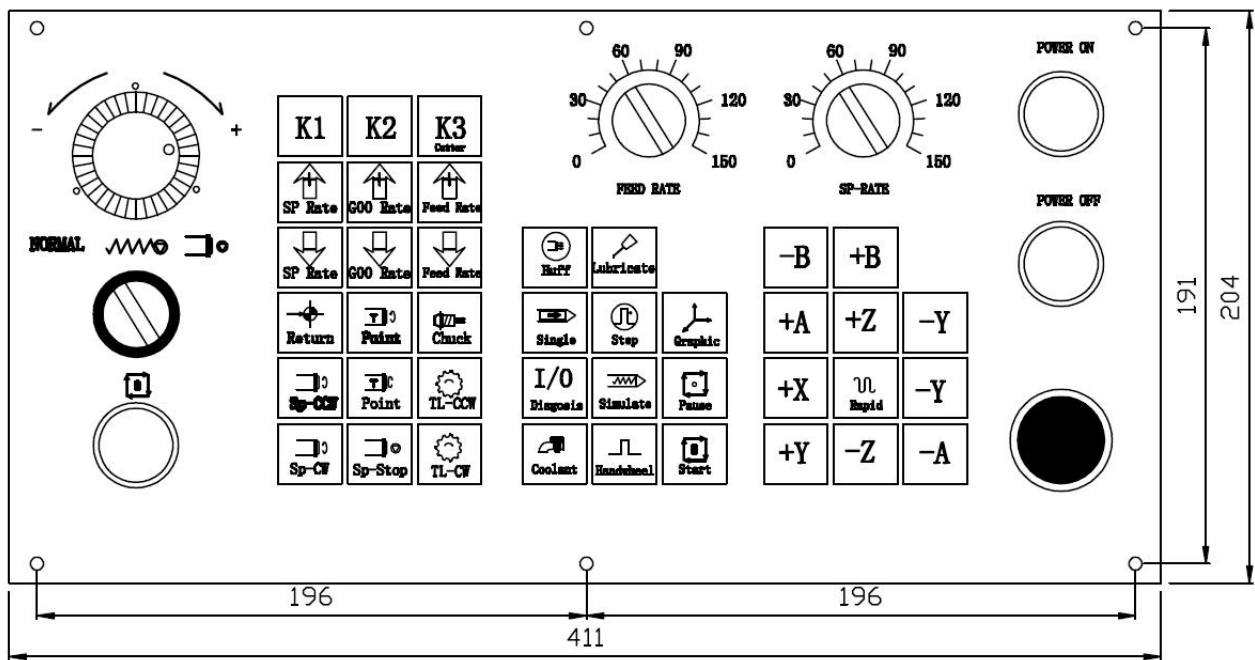 60 90
30 120
0 150
FEED RATE
60 90
30 120
0 150
SP-RATE
POWER ON
POWER OFF
- +
NORMAL
K1 K2 K3
Cutter
SP Rate G00 Rate Feed Rate
SP Rate G00 Rate Feed Rate
Return Point Chuck
Sp-CCW Point TL-CCW
Sp-CW Sp-Stop TL-CW
Huff Lubricate
Single Step Graphic
I/O
Diagnosis Simulate Pause
Coolant Handwheel Start
-B +B
+A +Z -Y
+X Rapid -Y
+Y -Z -A
191
204
196 196
411